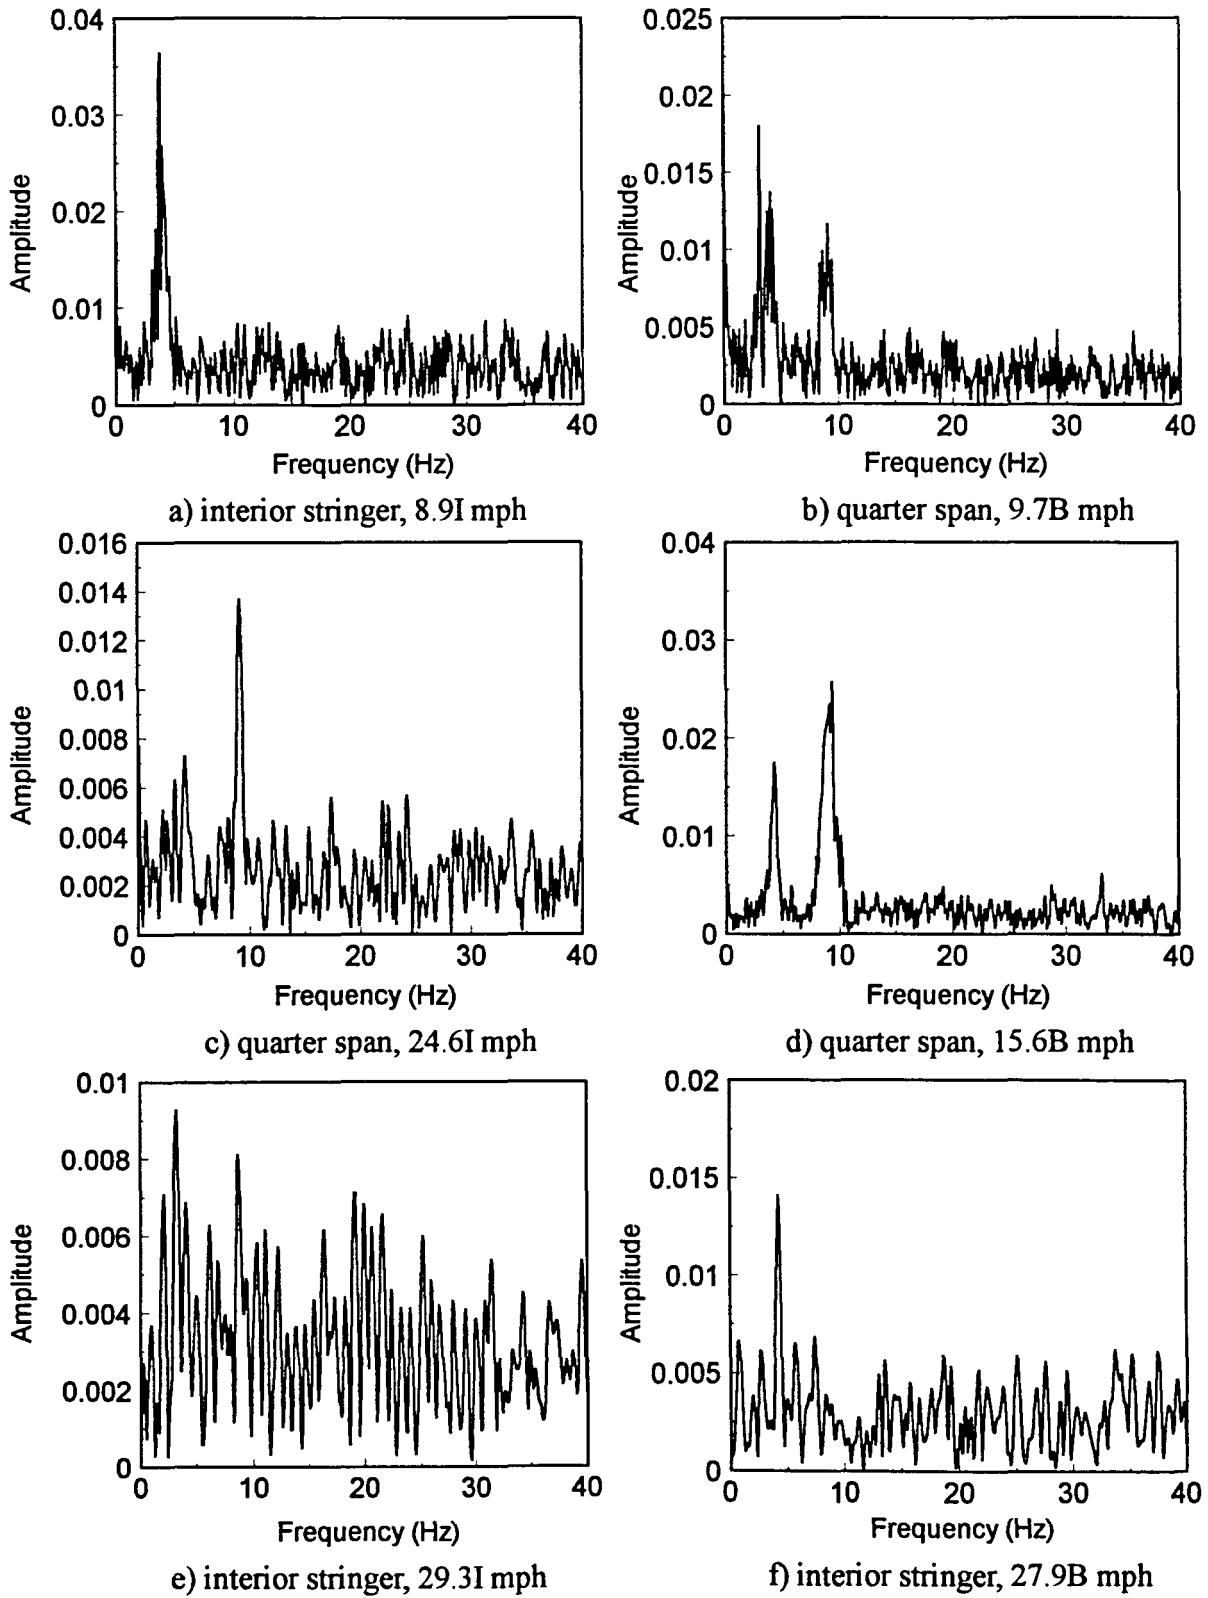 0.04
0.03
0.02
0.01
0
Amplitude
0 10 20 30 40
Frequency (Hz)
a) interior stringer, 8.9I mph
0.025
0.02
0.015
0.01
0.005
0
Amplitude
0 10 20 30 40
Frequency (Hz)
b) quarter span, 9.7B mph
0.016
0.014
0.012
0.01
0.008
0.006
0.004
0.002
0
Amplitude
0 10 20 30 40
Frequency (Hz)
c) quarter span, 24.6I mph
0.04
0.03
0.02
0.01
0
Amplitude
0 10 20 30 40
Frequency (Hz)
d) quarter span, 15.6B mph
0.01
0.008
0.006
0.004
0.002
0
Amplitude
0 10 20 30 40
Frequency (Hz)
e) interior stringer, 29.3I mph
0.02
0.015
0.01
0.005
0
Amplitude
0 10 20 30 40
Frequency (Hz)
f) interior stringer, 27.9B mph